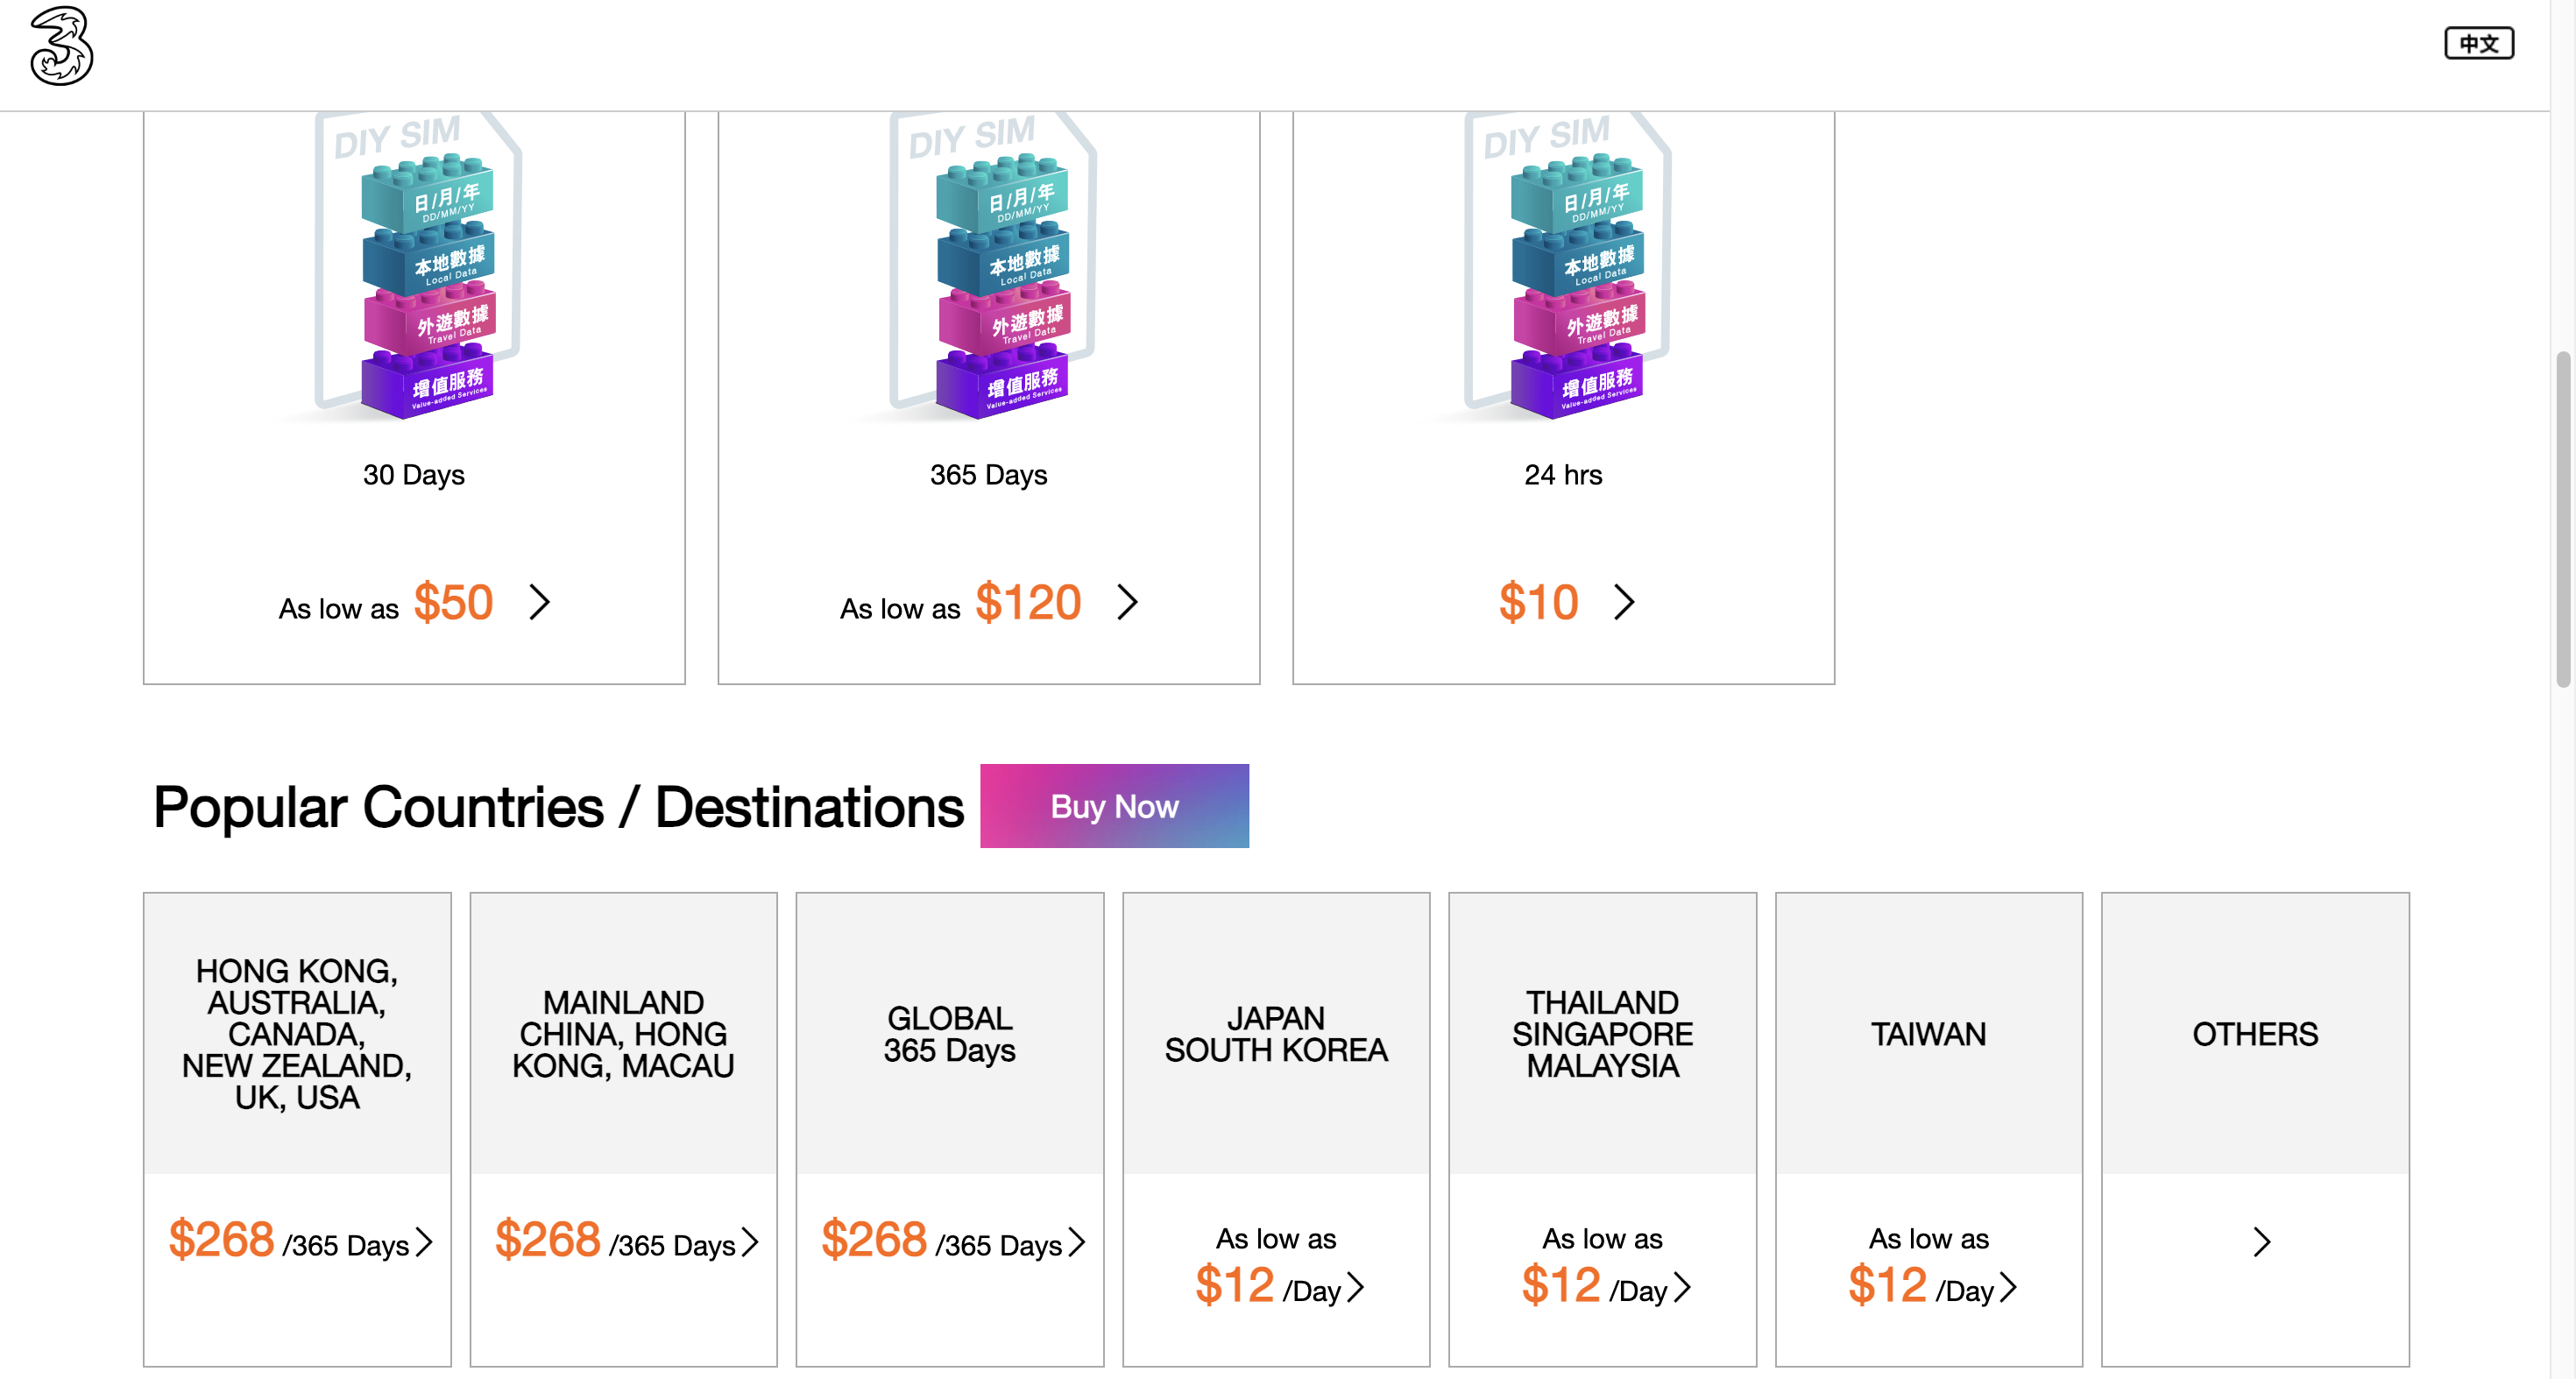 中文
DIY SIM
日/月/年
DD/MM/YY
本地數據
Local Data
外遊數據
Travel Data
增值服務
Value-added Services
30 Days
As low as $50
DIY SIM
日/月/年
DD/MM/YY
本地數據
Local Data
外遊數據
Travel Data
增值服務
Value-added Services
365 Days
As low as $120
DIY SIM
日/月/年
DD/MM/YY
本地數據
Local Data
外遊數據
Travel Data
增值服務
Value-added Services
24 hrs
$10
Popular Countries / Destinations
Buy Now
HONG KONG,
AUSTRALIA,
CANADA,
NEW ZEALAND,
UK, USA
$268 /365 Days
MAINLAND
CHINA, HONG
KONG, MACAU
$268 /365 Days
GLOBAL
365 Days
$268 /365 Days
JAPAN
SOUTH KOREA
As low as
$12 /Day
THAILAND
SINGAPORE
MALAYSIA
As low as
$12 /Day
TAIWAN
As low as
$12 /Day
OTHERS